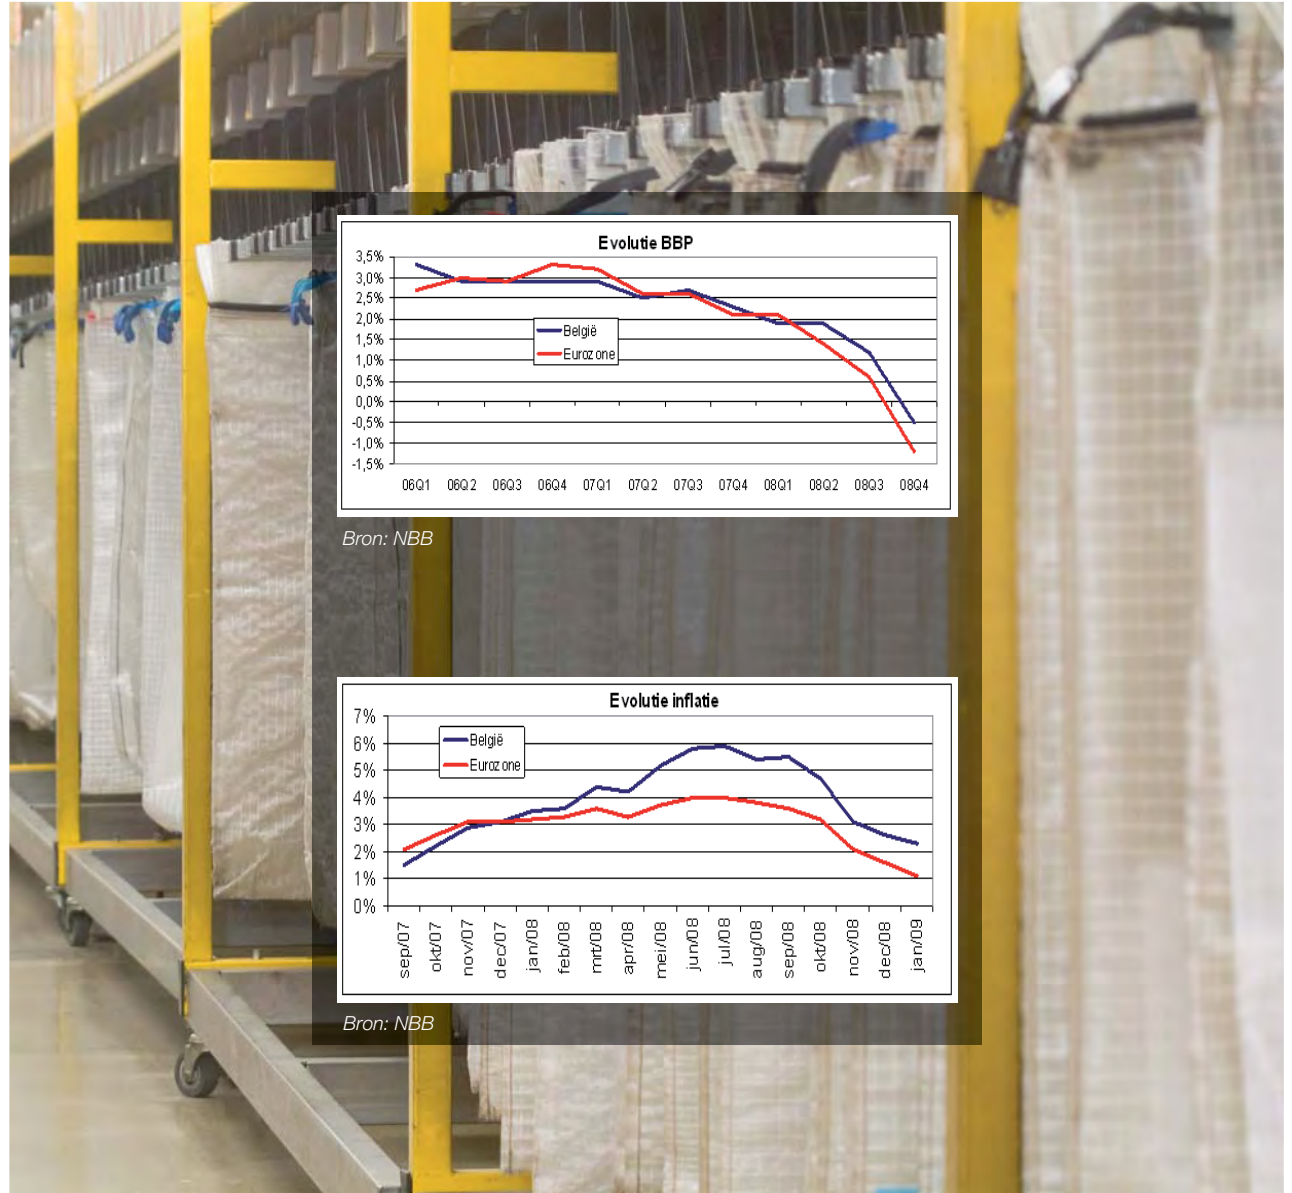 Evolutie BBP
3,5%
3,0%
2,5%
2,0%
1,5%
1,0%
0,5%
0,0%
-0,5%
-1,0%
-1,5%
België
Eurozone
06Q1 06Q2 06Q3 06Q4 07Q1 07Q2 07Q3 07Q4 08Q1 08Q2 08Q3 08Q4
Bron: NBB
Evolutie inflatie
7%
6%
5%
4%
3%
2%
1%
0%
België
Eurozone
sep/07 okt/07 nov/07 dec/07 jan/08 feb/08 mrt/08 apr/08 mei/08 jun/08 jul/08 aug/08 sep/08 okt/08 nov/08 dec/08 jan/09
Bron: NBB